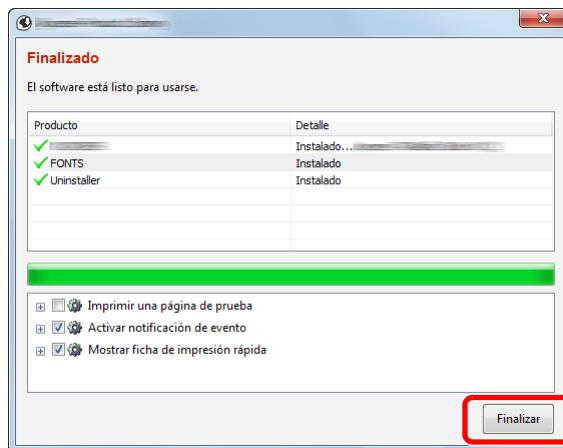 Finalizado
El software está listo para usarse.
Producto Detalle
Instalado...
FONTS Instalado
Uninstaller Instalado
Imprimir una página de prueba
Activar notificación de evento
Mostrar ficha de impresión rápida
Finalizar